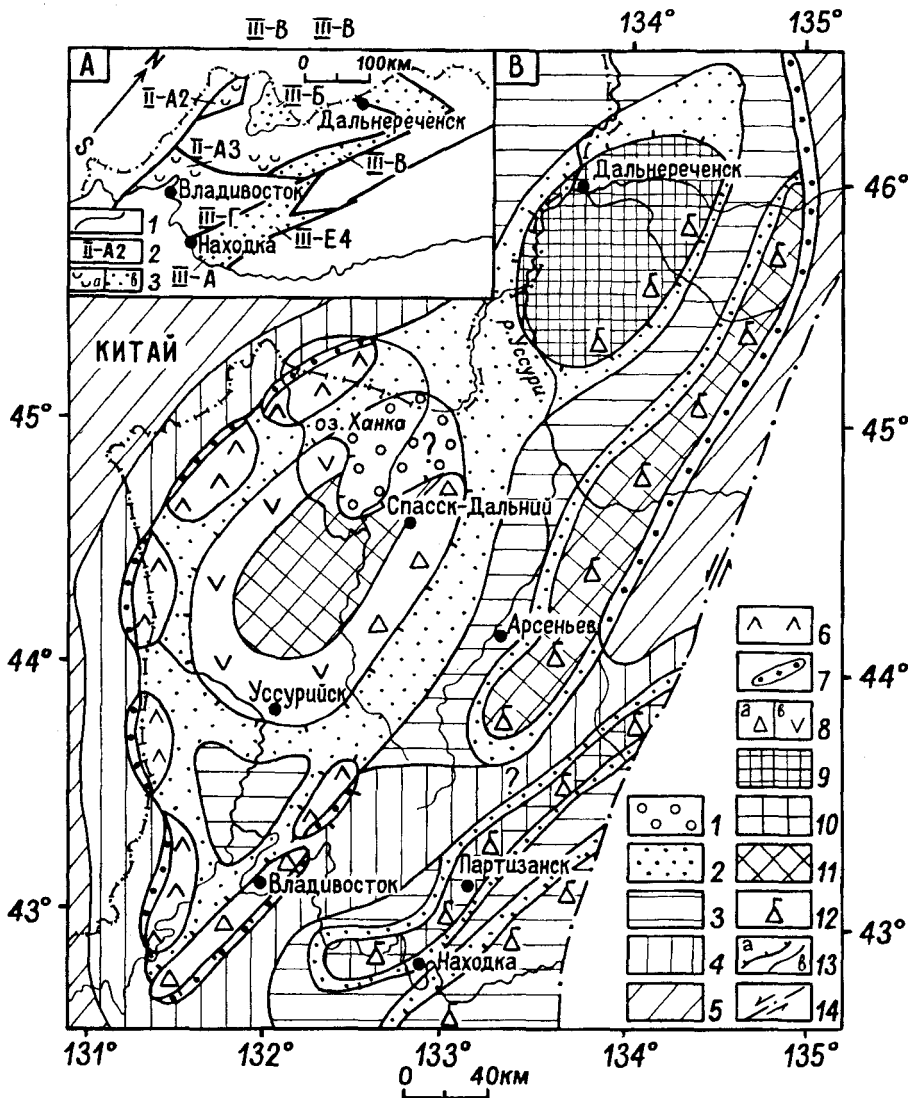 III-В III-В
134° 135°
А
N
S
0 100км
II-А2
III-Б
Дальнереченск
II-А3
III-В
Владивосток
III-Г
Находка
III-Е4
III-А
1
II-А2 2
а в 3
В
Дальнереченск
46°
КИТАЙ
р. Уссури
45°
оз. Ханка
45°
?
Спасск-Дальний
Арсеньев
44°
Уссурийск
44°
?
Партизанск
Владивосток
43°
Находка
43°
6
7
а в 8
9
1 10
2 11
3 12
4 а в 13
5 14
131° 132° 133° 134° 135°
0 40км